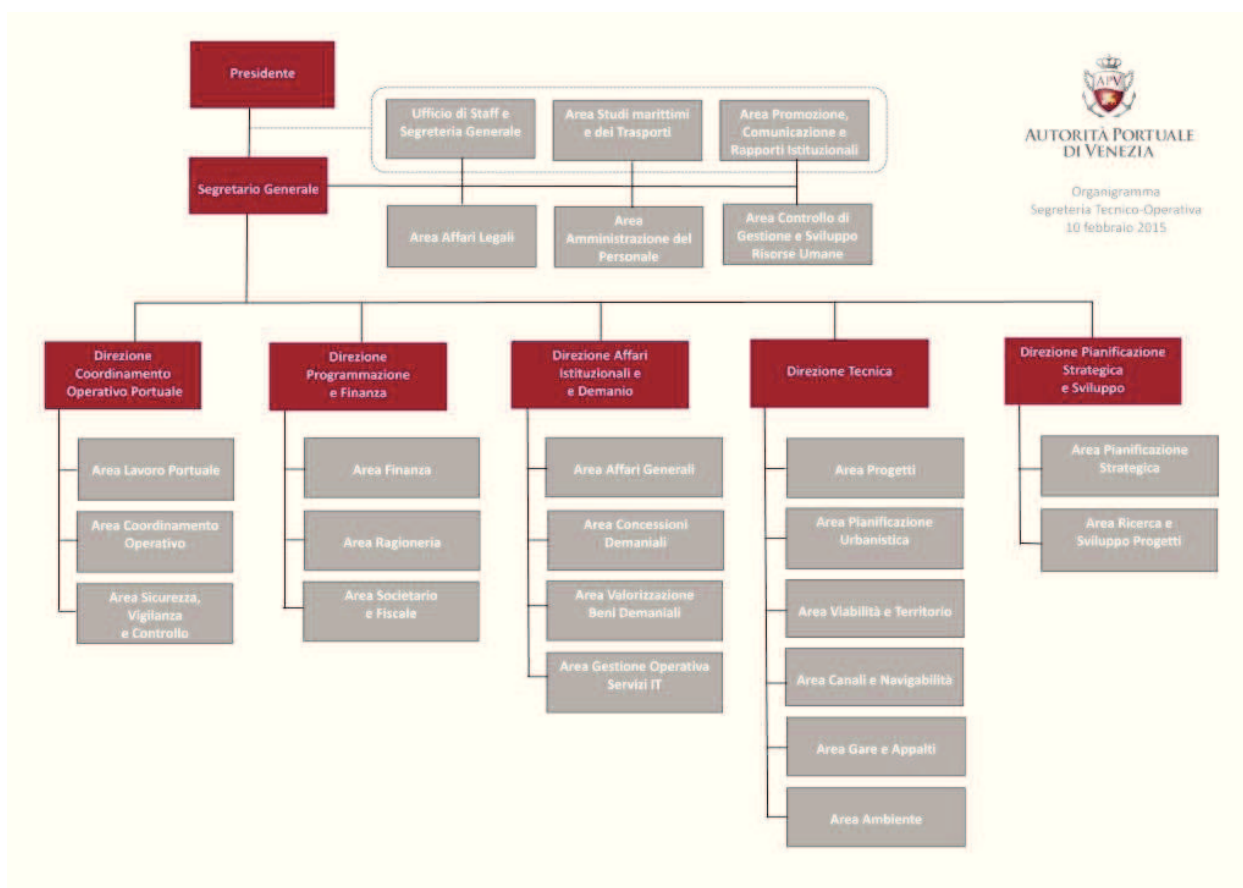 Presidente
Ufficio di Staff e
Segreteria Generale
Area Studi marittimi
e dei Trasporti
Area Promozione,
Comunicazione e
Rapporti Istituzionali
APV
AUTORITÀ PORTUALE
DI VENEZIA
Organigramma
Segreteria Tecnico-Operativa
10 febbraio 2015
Segretario Generale
Area Affari Legali
Area
Amministrazione del
Personale
Area Controllo di
Gestione e Sviluppo
Risorse Umane
Direzione
Coordinamento
Operativo Portuale
Area Lavoro Portuale
Area Coordinamento
Operativo
Area Sicurezza,
Vigilanza
e Controllo
Direzione
Programmazione
e Finanza
Area Finanza
Area Ragioneria
Area Societario
e Fiscale
Direzione Affari
Istituzionali e
e Demanio
Area Affari Generali
Area Concessioni
Demaniali
Area Valorizzazione
Beni Demaniali
Area Gestione Operativa
Servizi IT
Direzione Tecnica
Area Progetti
Area Pianificazione
Urbanistica
Area Viabilità e Territorio
Area Canali e Navigabilità
Area Gare e Appalti
Area Ambiente
Direzione Pianificazione
Strategica
e Sviluppo
Area Pianificazione
Strategica
Area Ricerca e
Sviluppo Progetti